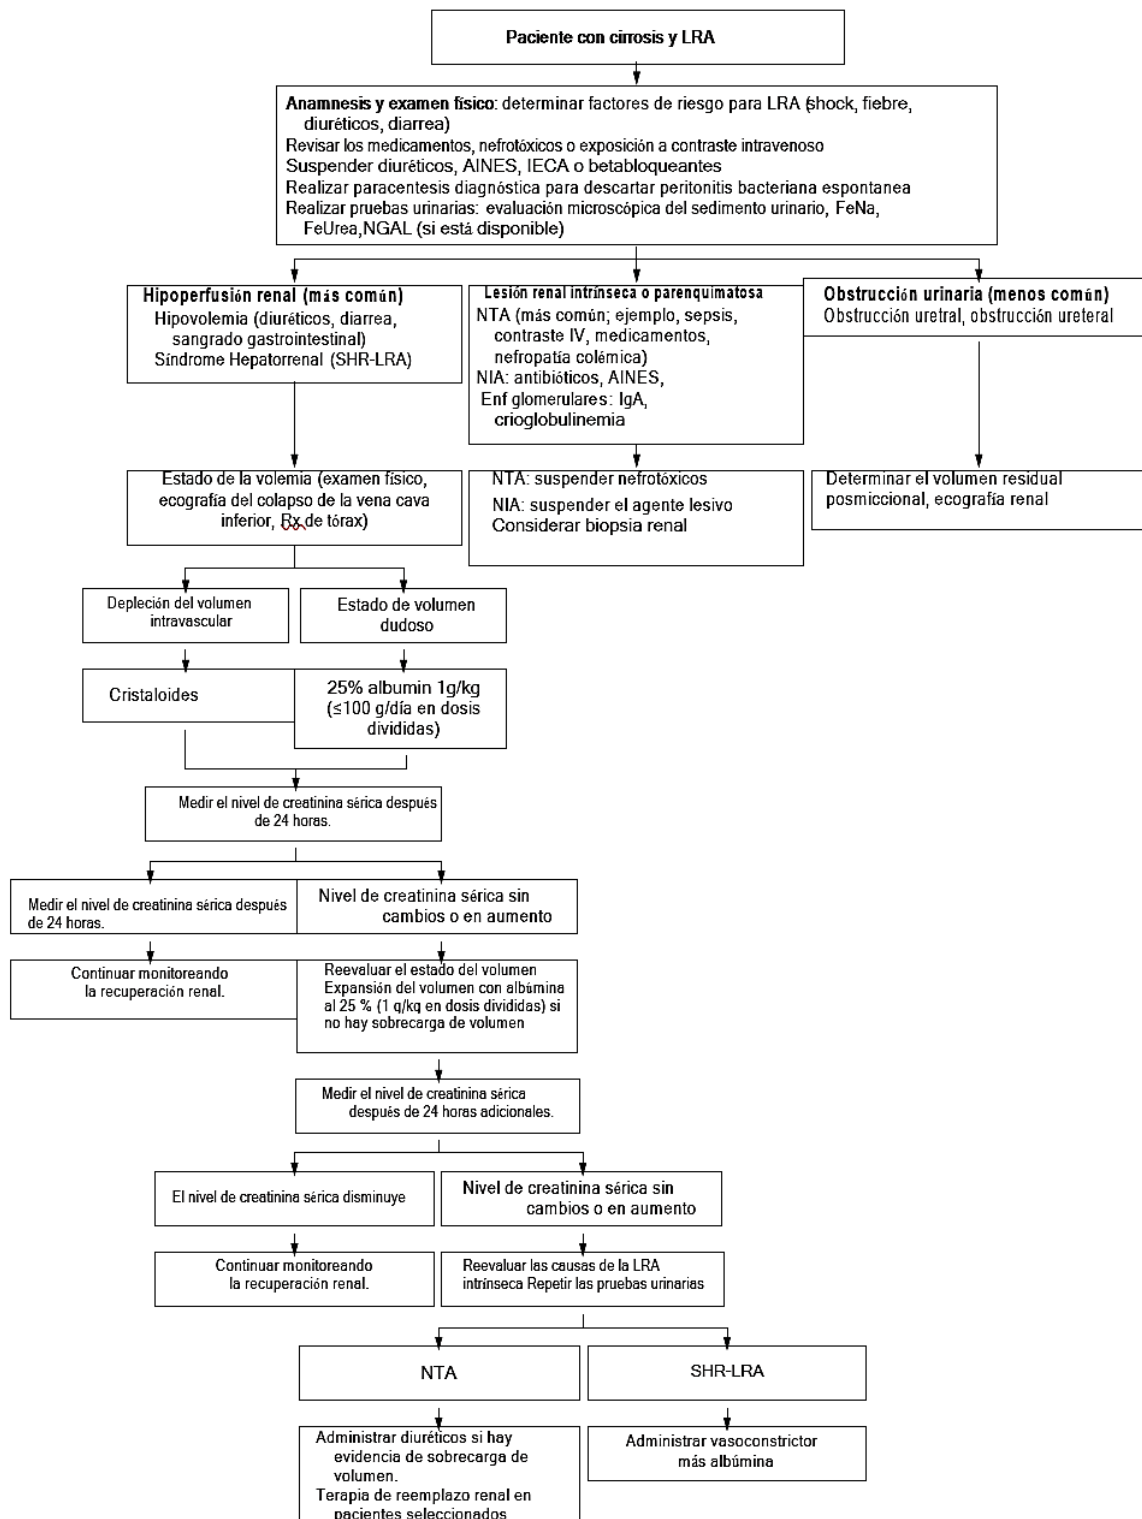 Paciente con cirrosis y LRA
Anamnesis y examen físico: determinar factores de riesgo para LRA (shock, fiebre,
diuréticos, diarrea)
Revisar los medicamentos, nefrotóxicos o exposición a contraste intravenoso
Suspender diuréticos, AINES, IECA o betabloqueantes
Realizar paracentesis diagnóstica para descartar peritonitis bacteriana espontanea
Realizar pruebas urinarias: evaluación microscópica del sedimento urinario, FeNa,
FeUrea,NGAL (si está disponible)
Hipoperfusión renal (más común)
Hipovolemia (diuréticos, diarrea,
sangrado gastrointestinal)
Síndrome Hepatorrenal (SHR-LRA)
Lesión renal intrínseca o parenquimatosa
NTA (más común; ejemplo, sepsis,
contraste IV, medicamentos,
nefropatía colémica)
NIA: antibióticos, AINES,
Enf glomerulares: IgA,
crioglobulinemia
Obstrucción urinaria (menos común)
Obstrucción uretral, obstrucción ureteral
Estado de la volemia (examen físico,
ecografía del colapso de la vena cava
inferior, Rx de tórax)
NTA: suspender nefrotóxicos
NIA: suspender el agente lesivo
Considerar biopsia renal
Determinar el volumen residual
posmiccional, ecografía renal
Depleción del volumen
intravascular
Estado de volumen
dudoso
Cristaloides
25% albumin 1g/kg
(≤100 g/día en dosis
divididas)
Medir el nivel de creatinina sérica después
de 24 horas.
Medir el nivel de creatinina sérica después
de 24 horas.
Nivel de creatinina sérica sin
cambios o en aumento
Continuar monitoreando
la recuperación renal.
Reevaluar el estado del volumen
Expansión del volumen con albúmina
al 25 % (1 g/kg en dosis divididas) si
no hay sobrecarga de volumen
Medir el nivel de creatinina sérica
después de 24 horas adicionales.
El nivel de creatinina sérica disminuye
Nivel de creatinina sérica sin
cambios o en aumento
Continuar monitoreando
la recuperación renal.
Reevaluar las causas de la LRA
intrínseca Repetir las pruebas urinarias
NTA
SHR-LRA
Administrar diuréticos si hay
evidencia de sobrecarga de
volumen.
Terapia de reemplazo renal en
pacientes seleccionados
Administrar vasoconstrictor
más albúmina